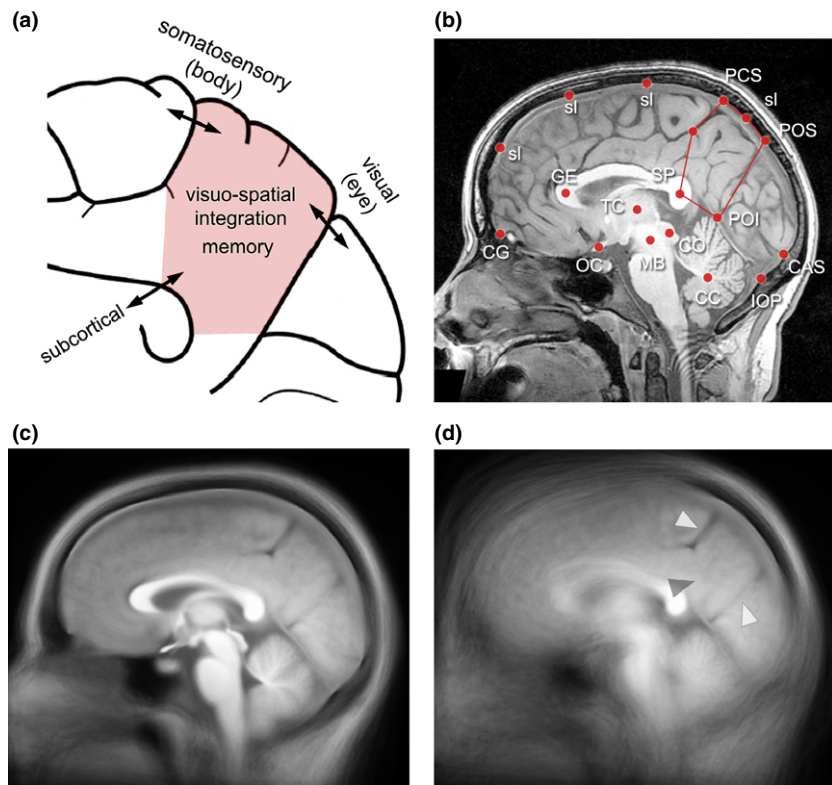 (a)
somatosensory
(body)
visual
(eye)
visuo-spatial
integration
memory
subcortical
(b)
PCS
sl
sl
sl
POS
sl
GE
SP
TC
POI
CG
OC
MB
CO
CAS
CC
IOP
(c)
(d)